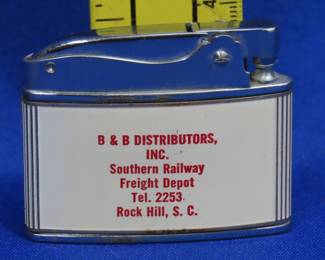 B & B DISTRIBUTORS,
INC.
Southern Railway
Freight Depot
Tel. 2253
Rock Hill, S. C.